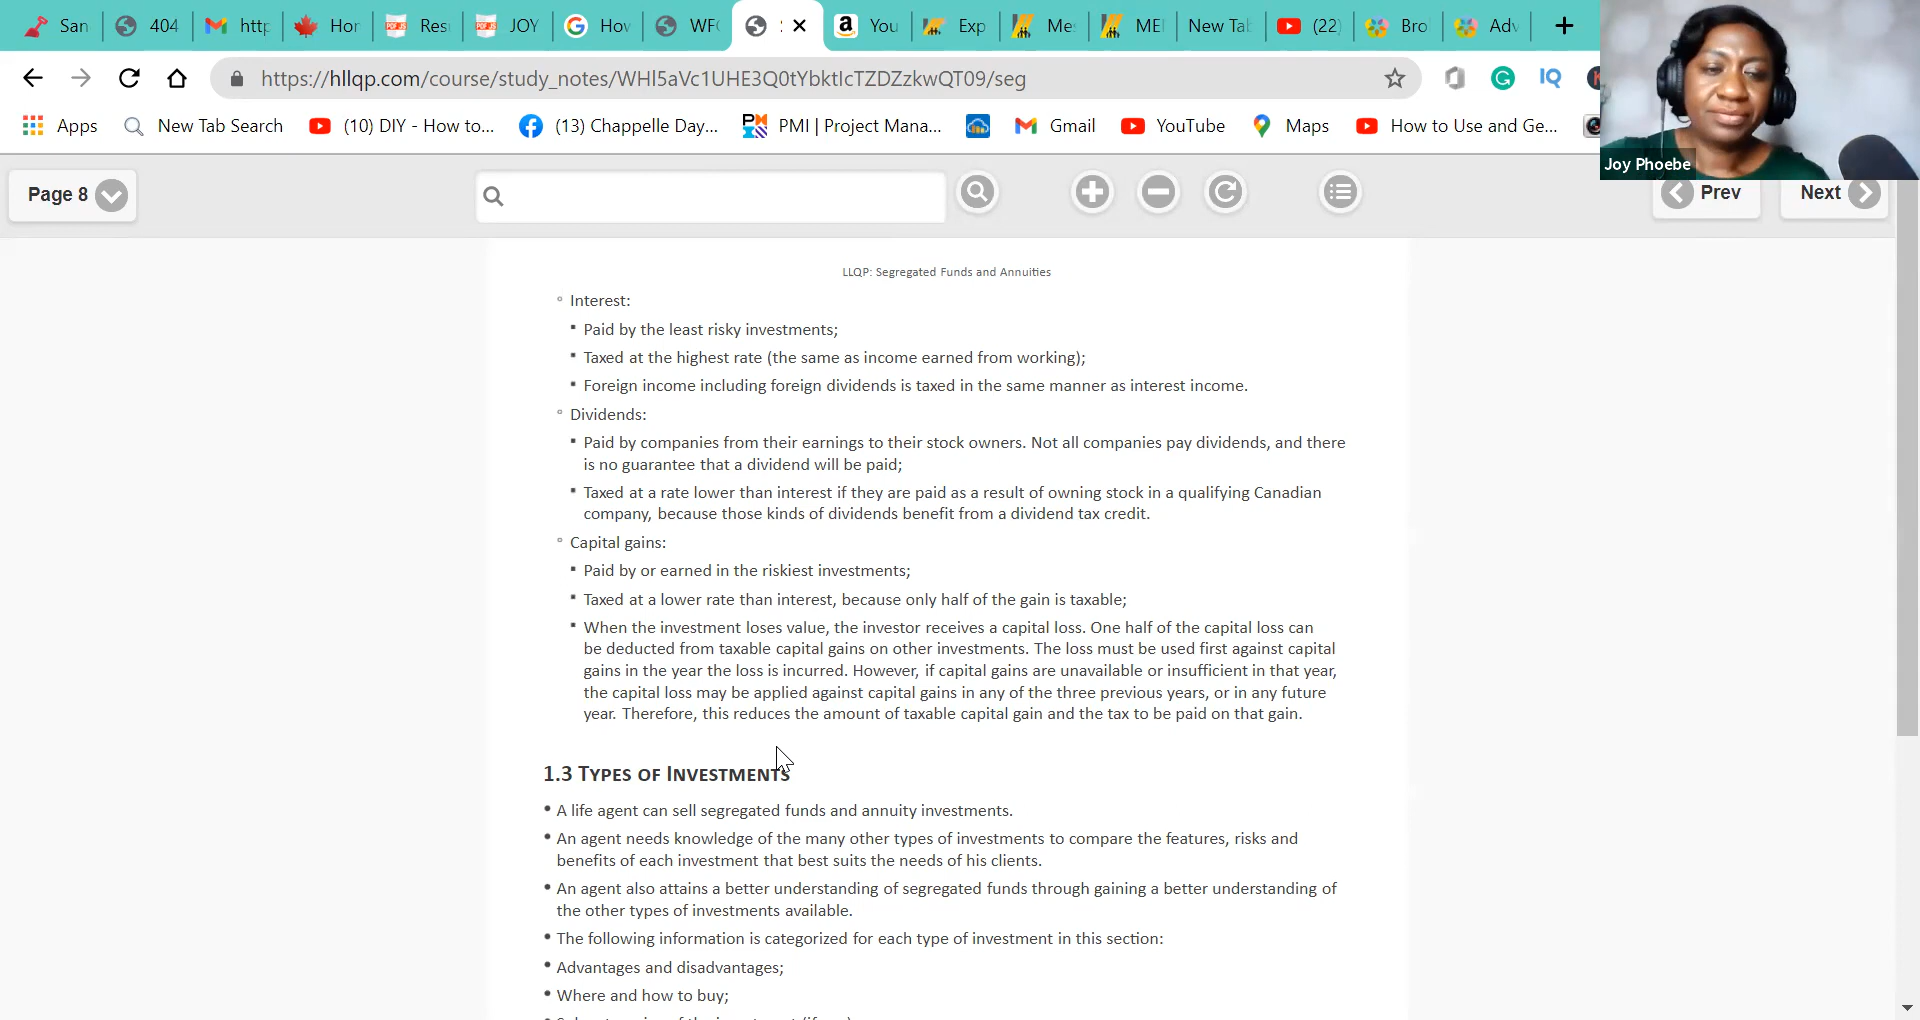 San 404 http Hor Res JOY How WFC You Exp Me: MEI New Tab (22) Bro Adv
https://hllqp.com/course/study_notes/WHl5aVc1UHE3Q0tYbktIcTZDZzkwQT09/seg
Apps New Tab Search (10) DIY - How to... (13) Chappelle Day... PMI | Project Mana... Gmail YouTube Maps How to Use and Ge...
Joy Phoebe
Page 8 Prev Next
LLQP: Segregated Funds and Annuities
Interest:
Paid by the least risky investments;
Taxed at the highest rate (the same as income earned from working);
Foreign income including foreign dividends is taxed in the same manner as interest income.
Dividends:
Paid by companies from their earnings to their stock owners. Not all companies pay dividends, and there
is no guarantee that a dividend will be paid;
Taxed at a rate lower than interest if they are paid as a result of owning stock in a qualifying Canadian
company, because those kinds of dividends benefit from a dividend tax credit.
Capital gains:
Paid by or earned in the riskiest investments;
Taxed at a lower rate than interest, because only half of the gain is taxable;
When the investment loses value, the investor receives a capital loss. One half of the capital loss can
be deducted from taxable capital gains on other investments. The loss must be used first against capital
gains in the year the loss is incurred. However, if capital gains are unavailable or insufficient in that year,
the capital loss may be applied against capital gains in any of the three previous years, or in any future
year. Therefore, this reduces the amount of taxable capital gain and the tax to be paid on that gain.
1.3 TYPES OF INVESTMENTS
A life agent can sell segregated funds and annuity investments.
An agent needs knowledge of the many other types of investments to compare the features, risks and
benefits of each investment that best suits the needs of his clients.
An agent also attains a better understanding of segregated funds through gaining a better understanding of
the other types of investments available.
The following information is categorized for each type of investment in this section:
Advantages and disadvantages;
Where and how to buy;